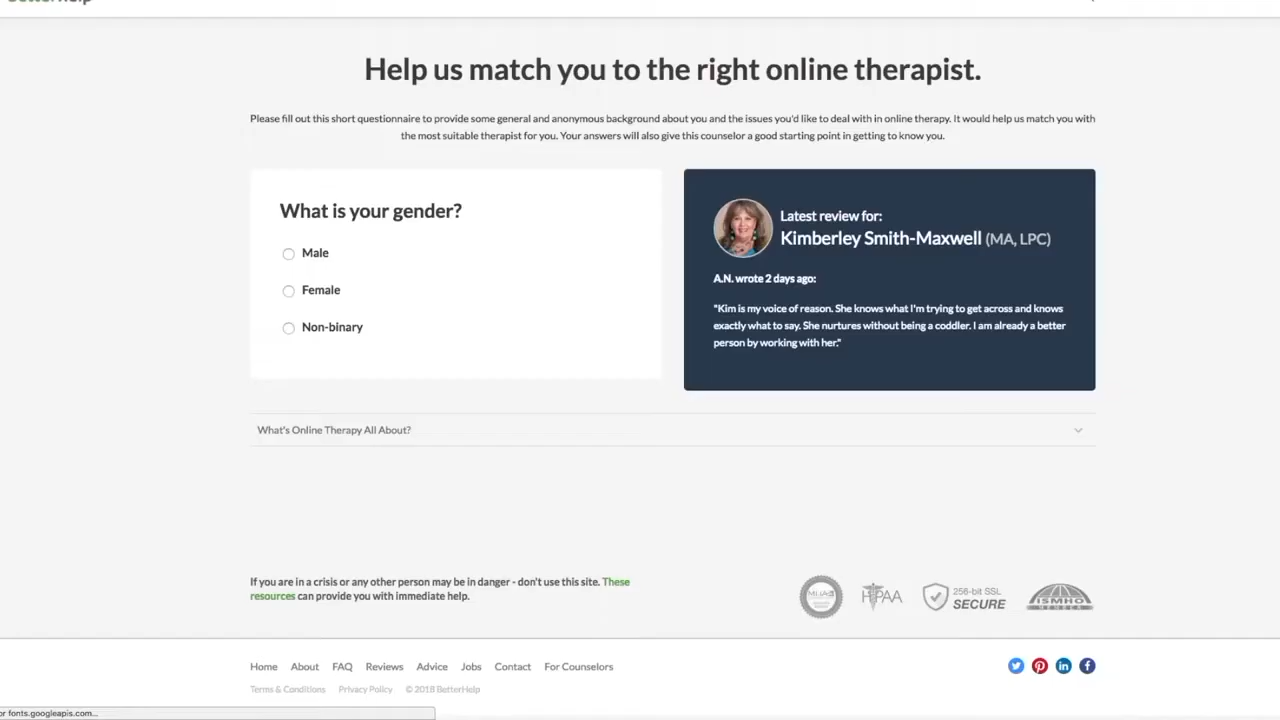 BetterHelp
Help us match you to the right online therapist.
Please fill out this short questionnaire to provide some general and anonymous background about you and the issues you'd like to deal with in online therapy. It would help us match you with
the most suitable therapist for you. Your answers will also give this counselor a good starting point in getting to know you.
What is your gender?
Male
Female
Non-binary
Latest review for:
Kimberley Smith-Maxwell (MA, LPC)
A.N. wrote 2 days ago:
"Kim is my voice of reason. She knows what I'm trying to get across and knows
exactly what to say. She nurtures without being a coddler. I am already a better
person by working with her."
What's Online Therapy All About?
If you are in a crisis or any other person may be in danger - don't use this site. These
resources can provide you with immediate help.
HIPAA
256-bit SSL
SECURE
ISMHO
MEMBER
Home About FAQ Reviews Advice Jobs Contact For Counselors
Terms & Conditions Privacy Policy © 2018 BetterHelp
or fonts.googleapis.com...